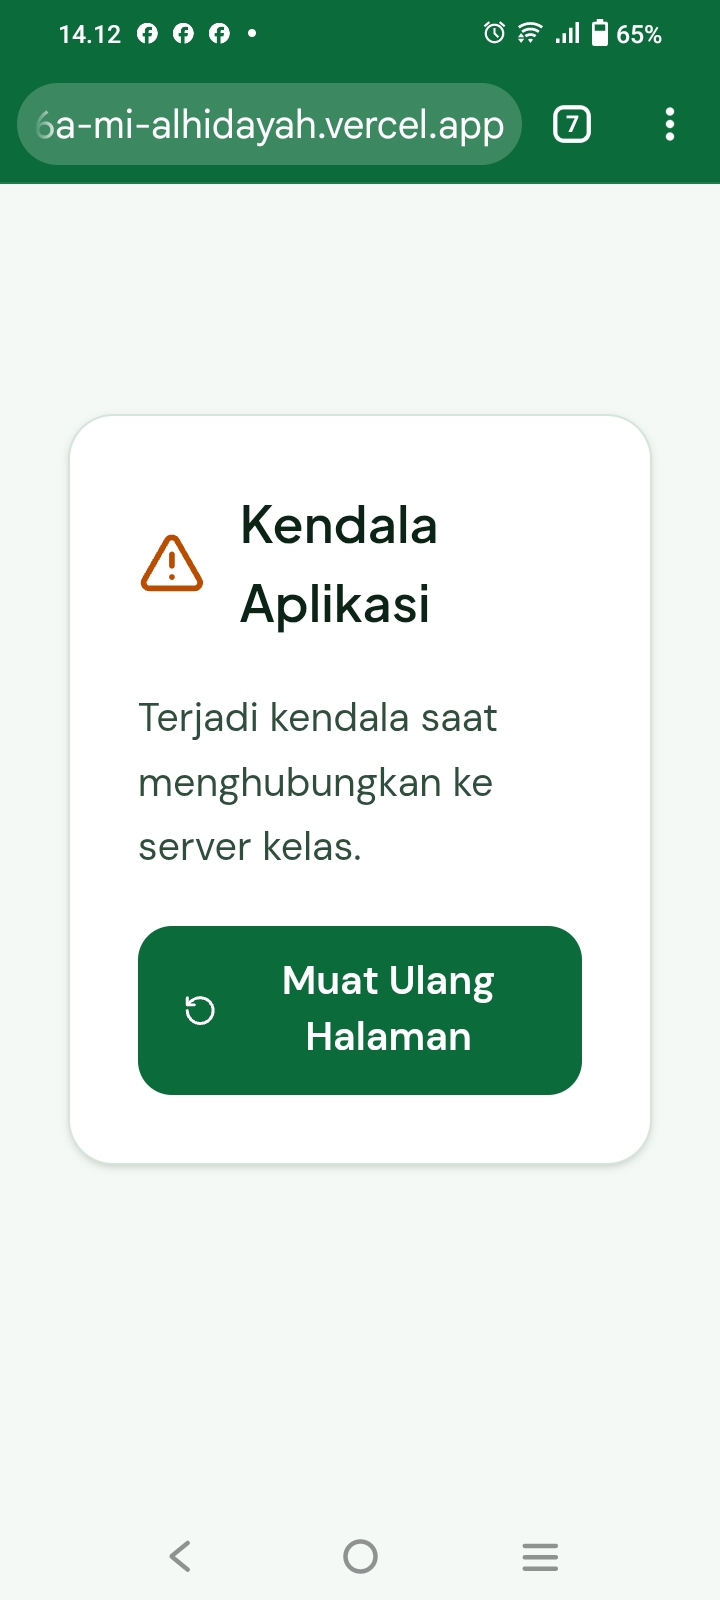 14.12
65%
6a-mi-alhidayah.vercel.app
7
Kendala
Aplikasi
Terjadi kendala saat
menghubungkan ke
server kelas.
Muat Ulang
Halaman